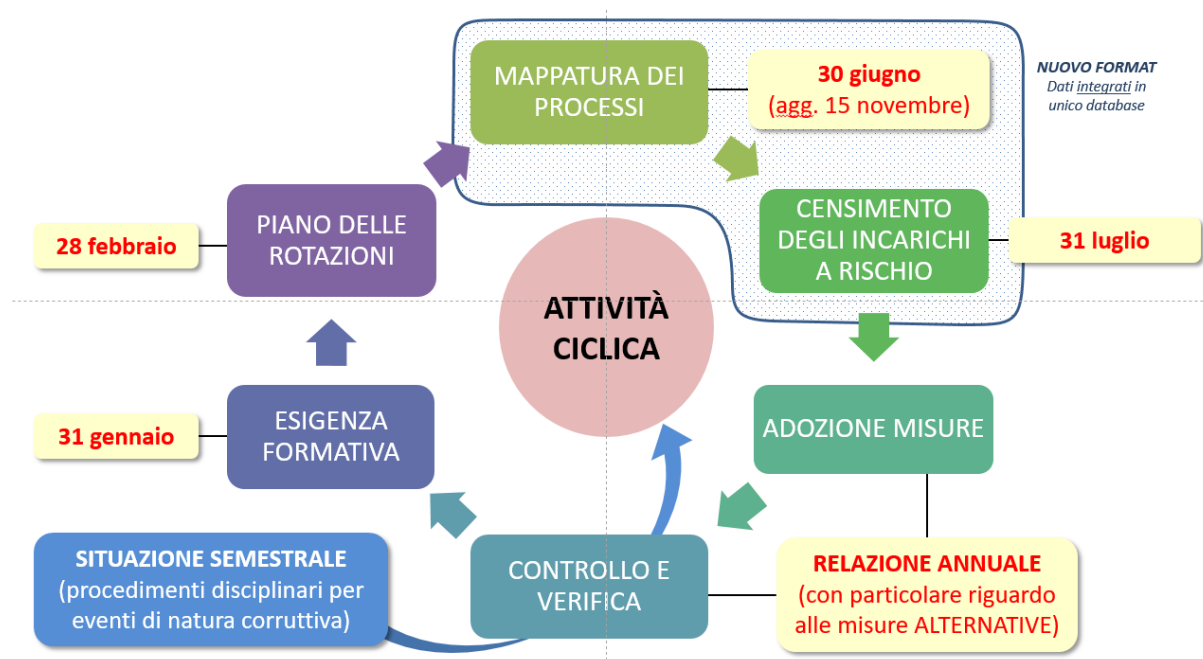 MAPPATURA DEI
PROCESSI
30 giugno
(agg. 15 novembre)
NUOVO FORMAT
Dati integrati in
unico database
PIANO DELLE
ROTAZIONI
28 febbraio
CENSIMENTO
DEGLI INCARICHI
A RISCHIO
31 luglio
ATTIVITÀ
CICLICA
ESIGENZA
FORMATIVA
31 gennaio
ADOZIONE MISURE
SITUAZIONE SEMESTRALE
(procedimenti disciplinari per
eventi di natura corruttiva)
CONTROLLO E
VERIFICA
RELAZIONE ANNUALE
(con particolare riguardo
alle misure ALTERNATIVE)